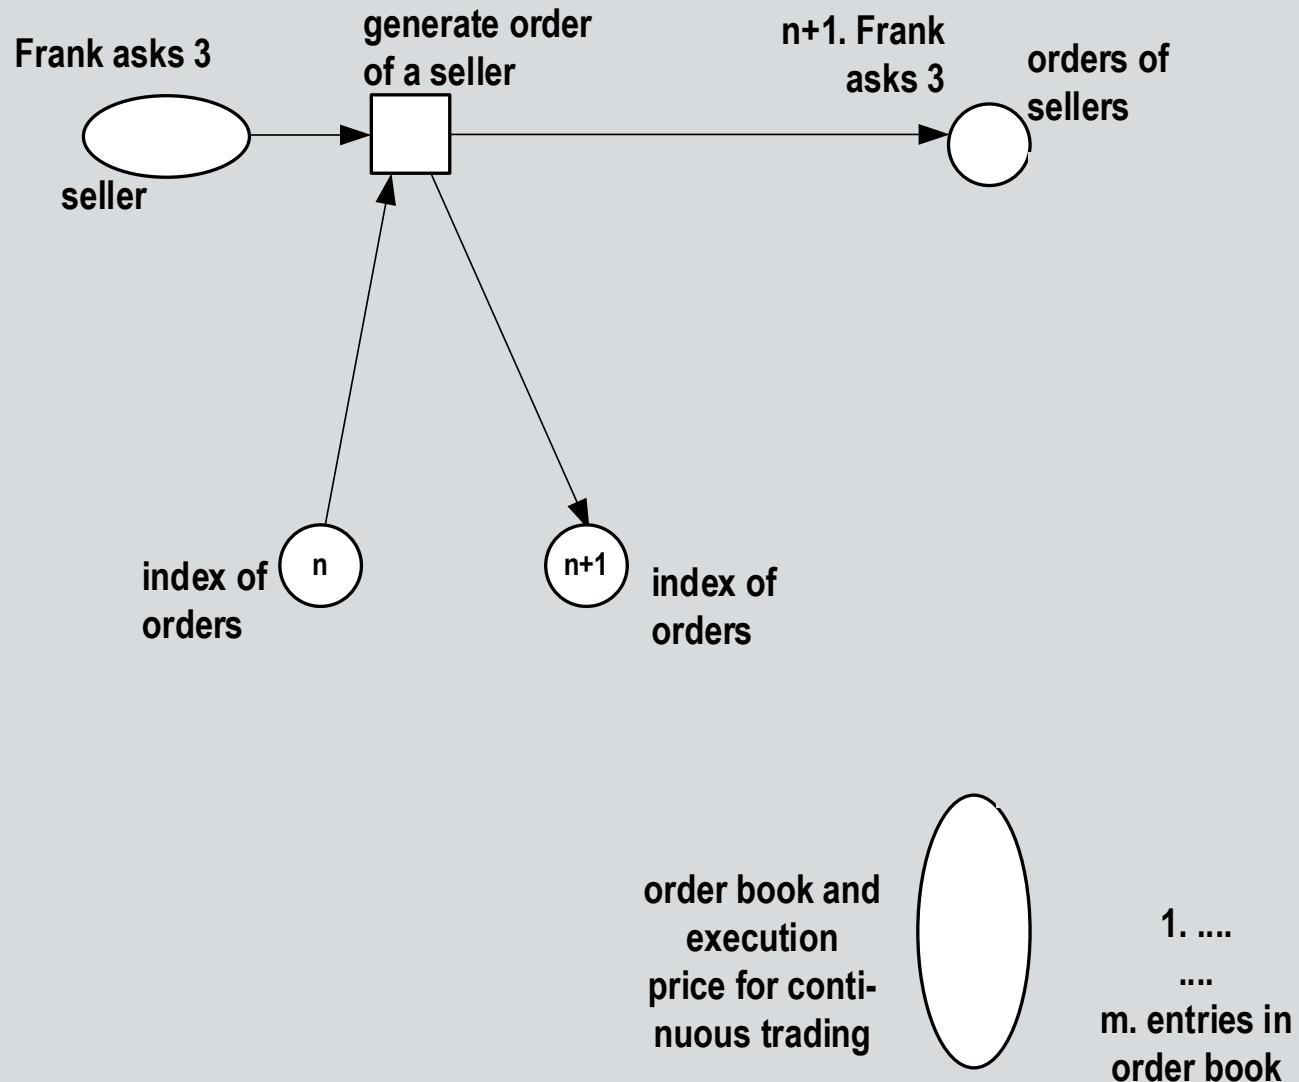 Frank asks 3
seller
generate order
of a seller
n+1. Frank
asks 3
orders of
sellers
index of
orders
n
n+1
index of
orders
order book and
execution
price for conti-
nuous trading
1. ....
....
m. entries in
order book